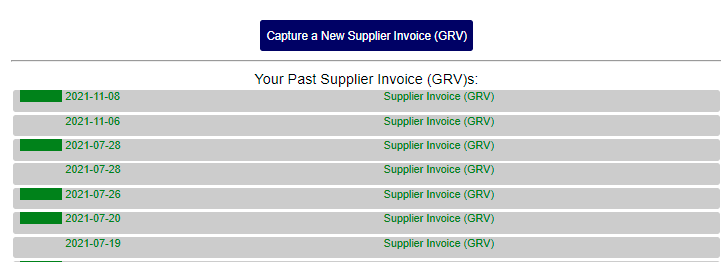 Capture a New Supplier Invoice (GRV)
Your Past Supplier Invoice (GRV)s:
2021-11-08 Supplier Invoice (GRV)
2021-11-06 Supplier Invoice (GRV)
2021-07-28 Supplier Invoice (GRV)
2021-07-28 Supplier Invoice (GRV)
2021-07-26 Supplier Invoice (GRV)
2021-07-20 Supplier Invoice (GRV)
2021-07-19 Supplier Invoice (GRV)